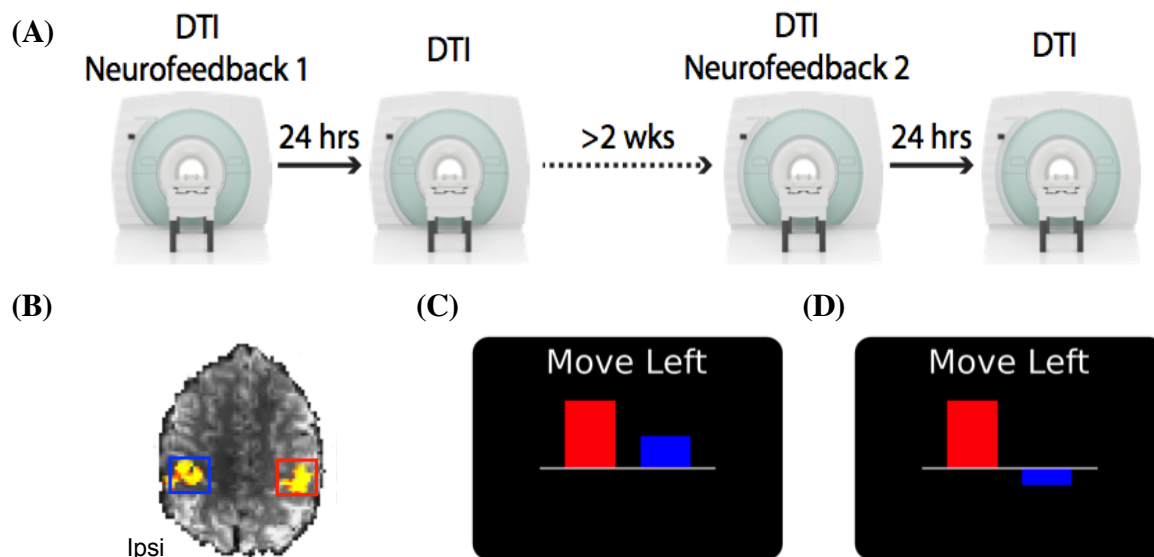 (A)
DTI
Neurofeedback 1
DTI
DTI
Neurofeedback 2
DTI
24 hrs
>2 wks
24 hrs
(B)
(C)
(D)
Ipsi
Move Left
Move Left